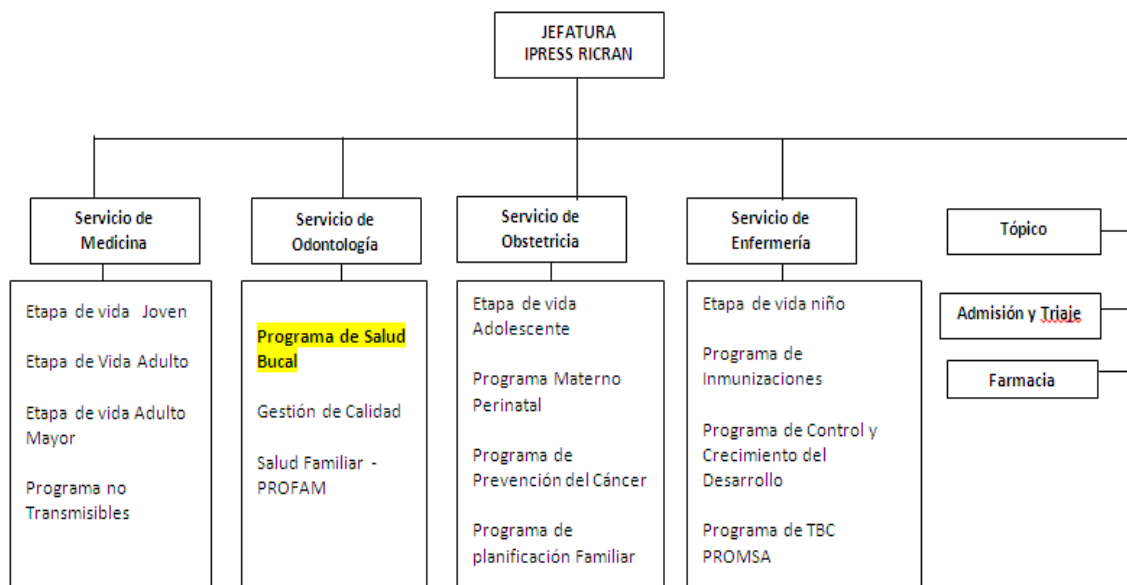 JEFATURA
IPRESS RICRAN
Servicio de
Medicina
Servicio de
Odontología
Servicio de
Obstetricia
Servicio de
Enfermería
Tópico
Admisión y Triaje
Farmacia
Etapa de vida Joven
Etapa de Vida Adulto
Etapa de vida Adulto
Mayor
Programa no
Transmisibles
Programa de Salud
Bucal
Gestión de Calidad
Salud Familiar -
PROFAM
Etapa de vida
Adolescente
Programa Materno
Perinatal
Programa de
Prevención del Cáncer
Programa de
planificación Familiar
Etapa de vida niño
Programa de
Inmunizaciones
Programa de Control y
Crecimiento del
Desarrollo
Programa de TBC
PROMSA